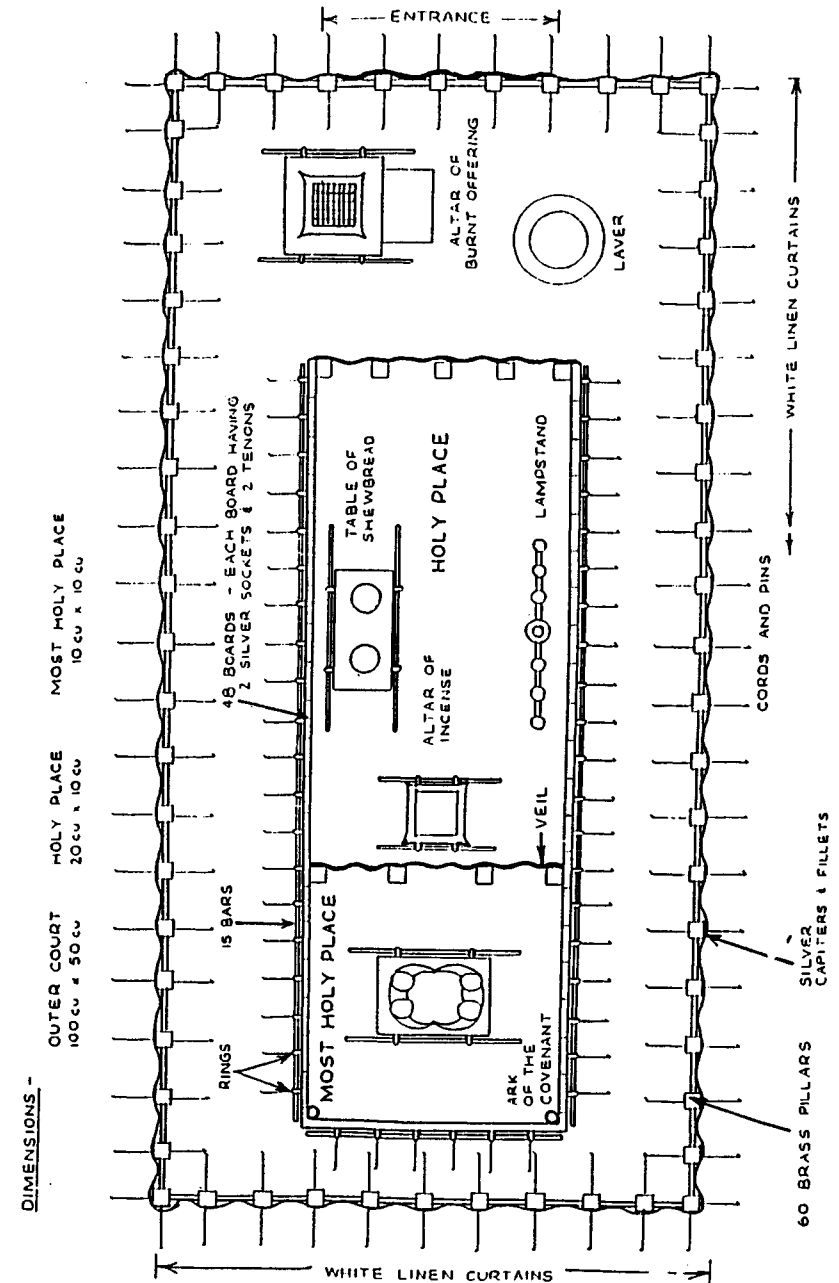 ENTRANCE
ALTAR OF
BURNT OFFERING
LAVER
WHITE LINEN CURTAINS
48 BOARDS - EACH BOARD HAVING
2 SILVER SOCKETS & 2 TENONS
TABLE OF
SHEWBREAD
HOLY PLACE
LAMPSTAND
ALTAR OF
INCENSE
VEIL
CORDS AND PINS
15 BARS
MOST HOLY PLACE
RINGS
ARK
OF THE
COVENANT
SILVER
CAPITERS & FILLETS
60 BRASS PILLARS
WHITE LINEN CURTAINS
DIMENSIONS -
OUTER COURT
100 cu x 50 cu
HOLY PLACE
20 cu x 10 cu
MOST HOLY PLACE
10 cu x 10 cu